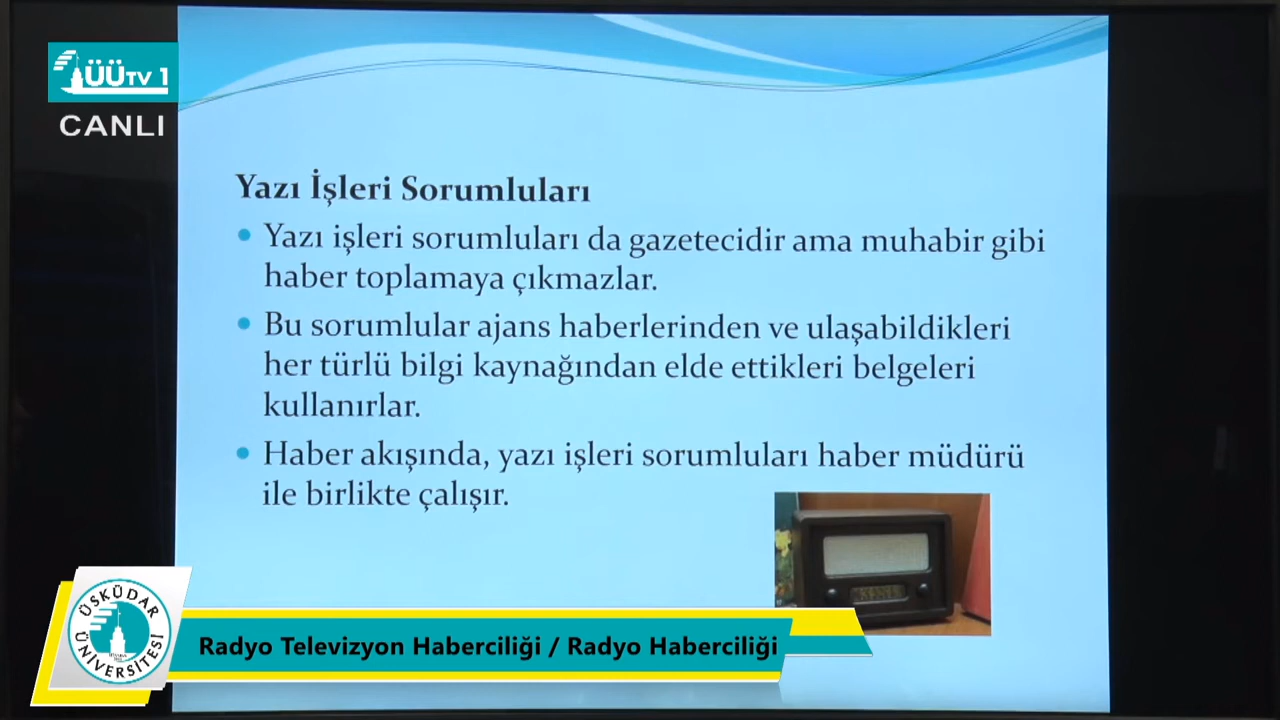 ÜÜTV 1
CANLI
Yazı İşleri Sorumluları
• Yazı işleri sorumluları da gazetecidir ama muhabir gibi
haber toplamaya çıkmazlar.
• Bu sorumlular ajans haberlerinden ve ulaşabildikleri
her türlü bilgi kaynağından elde ettikleri belgeleri
kullanırlar.
• Haber akışında, yazı işleri sorumluları haber müdürü
ile birlikte çalışır.
ÜSKÜDAR
ÜNİVERSİTESİ
Radyo Televizyon Haberciliği / Radyo Haberciliği